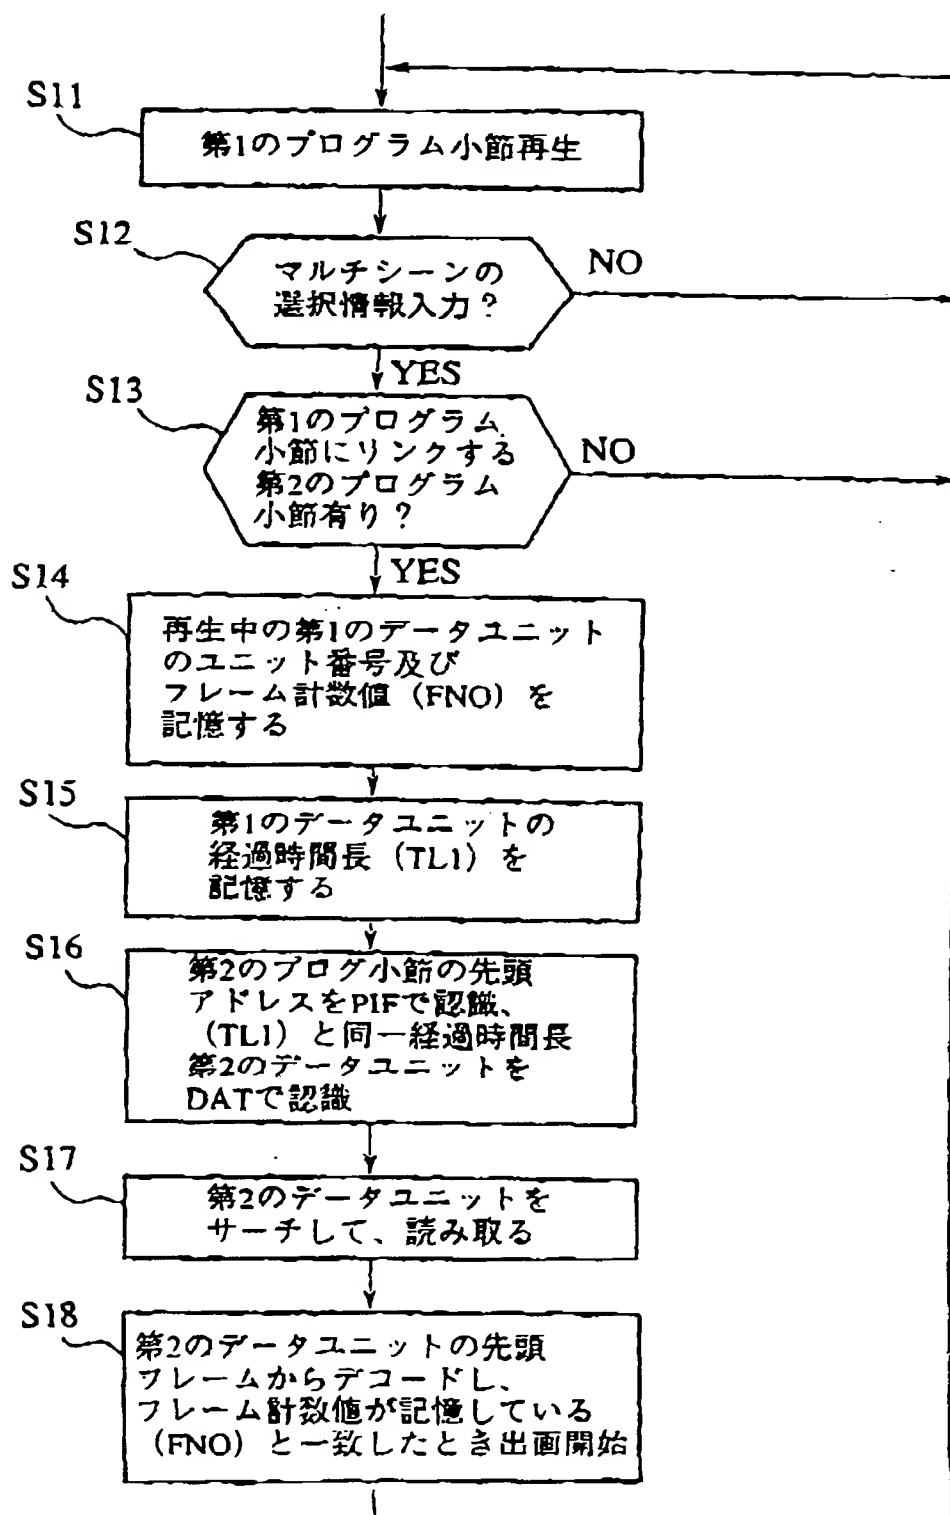 S11
第1のプログラム小節再生
S12
マルチシーンの
選択情報入力？
NO
YES
S13
第1のプログラム
小節にリンクする
第2のプログラム
小節有り？
NO
YES
S14
再生中の第1のデータユニット
のユニット番号及び
フレーム計数値（FNO）を
記憶する
S15
第1のデータユニットの
経過時間長（TL1）を
記憶する
S16
第2のプログ小節の先頭
アドレスをPIFで認識、
（TL1）と同一経過時間長
第2のデータユニットを
DATで認識
S17
第2のデータユニットを
サーチして、読み取る
S18
第2のデータユニットの先頭
フレームからデコードし、
フレーム計数値が記憶している
（FNO）と一致したとき出画開始